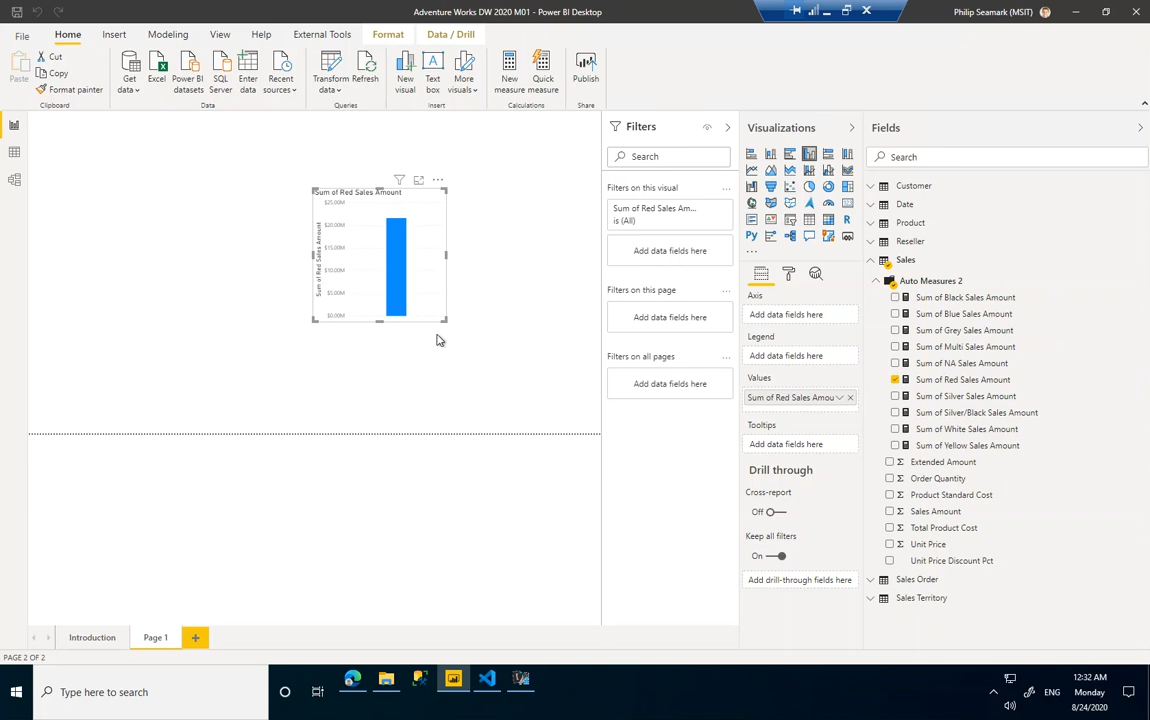 Adventure Works DW 2020 M01 - Power BI Desktop
Philip Seamark (MSIT)
File
Home
Insert
Modeling
View
Help
External Tools
Format
Data / Drill
Paste
Cut
Copy
Format painter
Clipboard
Get data
Excel
Power BI datasets
SQL Server
Enter data
Recent sources
Data
Transform data
Refresh
Queries
New visual
Text box
More visuals
Insert
New measure
Quick measure
Calculations
Publish
Share
Sum of Red Sales Amount
Sum of Red Sales Amount
$25.00M
$20.00M
$15.00M
$10.00M
$5.00M
$0.00M
Filters
Search
Filters on this visual
Sum of Red Sales Am...
is (All)
Add data fields here
Filters on this page
Add data fields here
Filters on all pages
Add data fields here
Visualizations
R
Py
Axis
Add data fields here
Legend
Add data fields here
Values
Sum of Red Sales Amou
Tooltips
Add data fields here
Drill through
Cross-report
Off
Keep all filters
On
Add drill-through fields here
Fields
Search
Customer
Date
Product
Reseller
Sales
Auto Measures 2
Sum of Black Sales Amount
Sum of Blue Sales Amount
Sum of Grey Sales Amount
Sum of Multi Sales Amount
Sum of NA Sales Amount
Sum of Red Sales Amount
Sum of Silver Sales Amount
Sum of Silver/Black Sales Amount
Sum of White Sales Amount
Sum of Yellow Sales Amount
Extended Amount
Order Quantity
Product Standard Cost
Sales Amount
Total Product Cost
Unit Price
Unit Price Discount Pct
Sales Order
Sales Territory
Introduction
Page 1
PAGE 2 OF 2
Type here to search
ENG
12:32 AM
Monday
8/24/2020